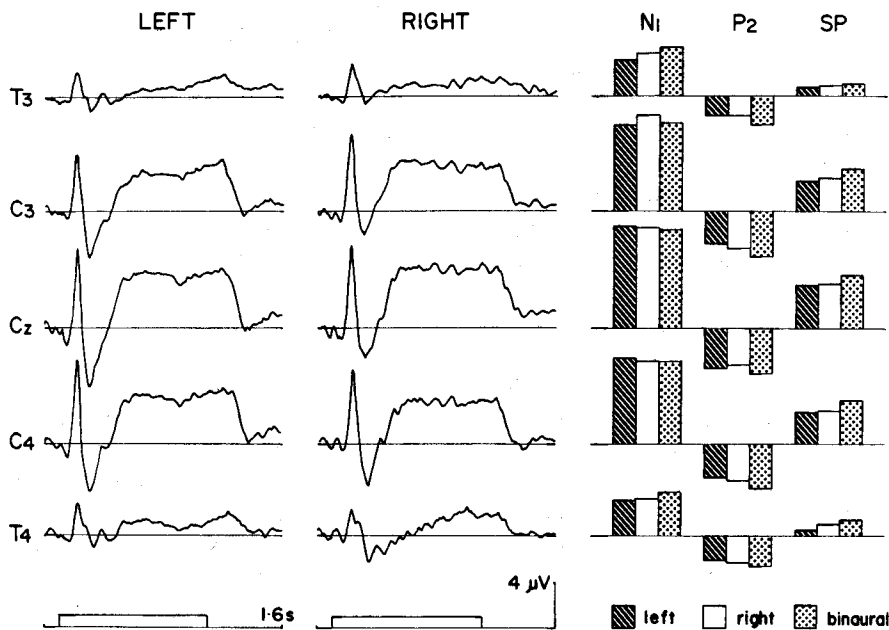 LEFT RIGHT N1 P2 SP
T3
C3
Cz
C4
T4
1·6s 4 μV
left right binaural